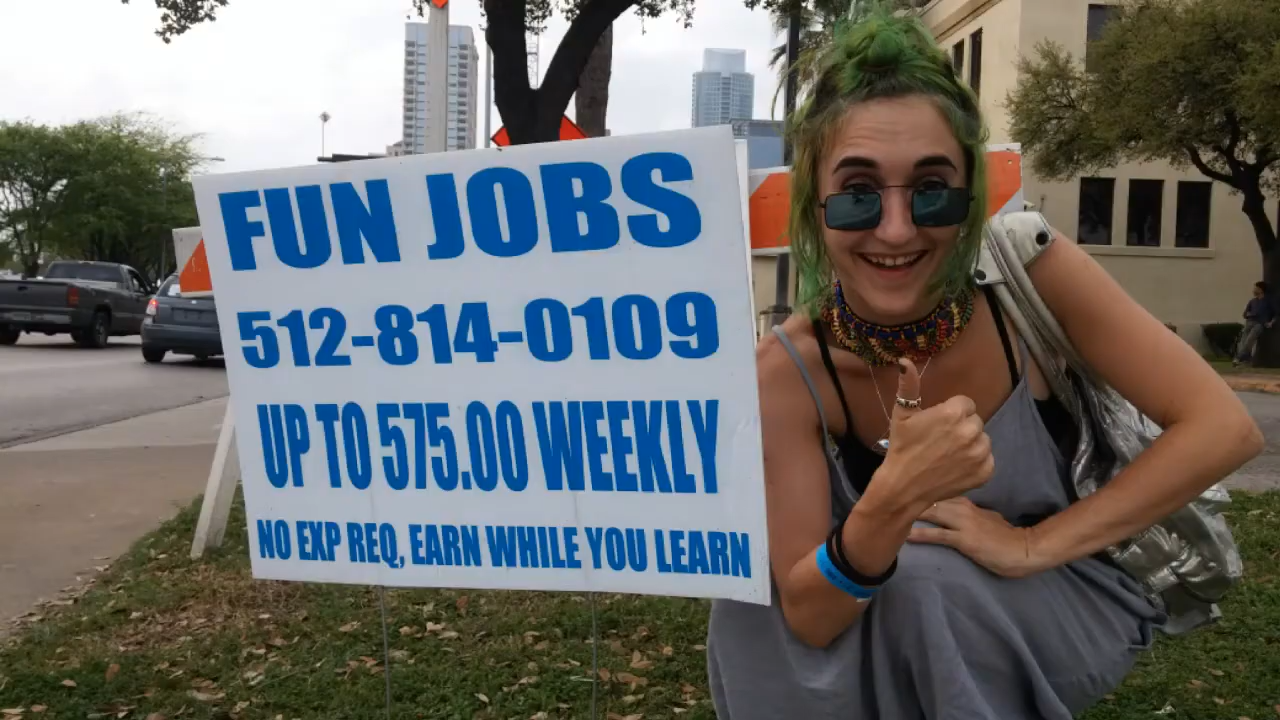 FUN JOBS
512-814-0109
UP TO 575.00 WEEKLY
NO EXP REQ, EARN WHILE YOU LEARN